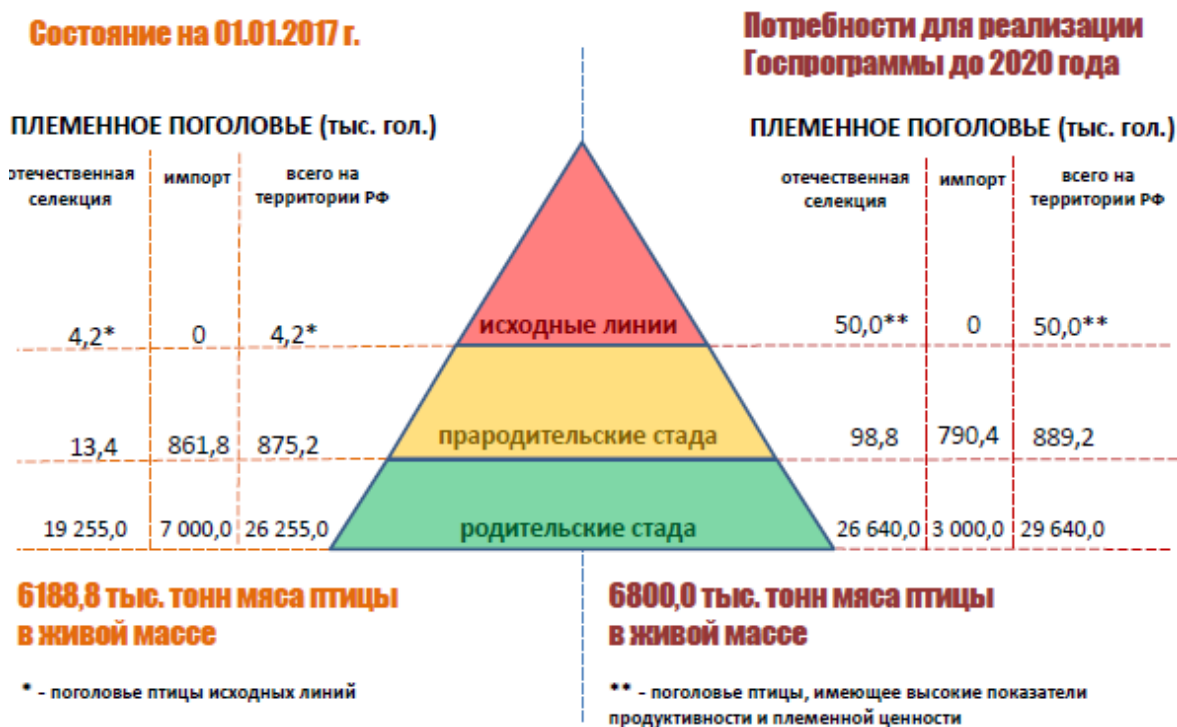 Состояние на 01.01.2017 г.
ПЛЕМЕННОЕ ПОГОЛОВЬЕ (тыс. гол.)
отечественная
селекция
импорт
всего на
территории РФ
4,2*
0
4,2*
13,4
861,8
875,2
19 255,0
7 000,0
26 255,0
исходные линии
прародительские стада
родительские стада
Потребности для реализации
Госпрограммы до 2020 года
ПЛЕМЕННОЕ ПОГОЛОВЬЕ (тыс. гол.)
отечественная
селекция
импорт
всего на
территории РФ
50,0**
0
50,0**
98,8
790,4
889,2
26 640,0
3 000,0
29 640,0
6188,8 тыс. тонн мяса птицы
в живой массе
* - поголовье птицы исходных линий
6800,0 тыс. тонн мяса птицы
в живой массе
** - поголовье птицы, имеющее высокие показатели
продуктивности и племенной ценности